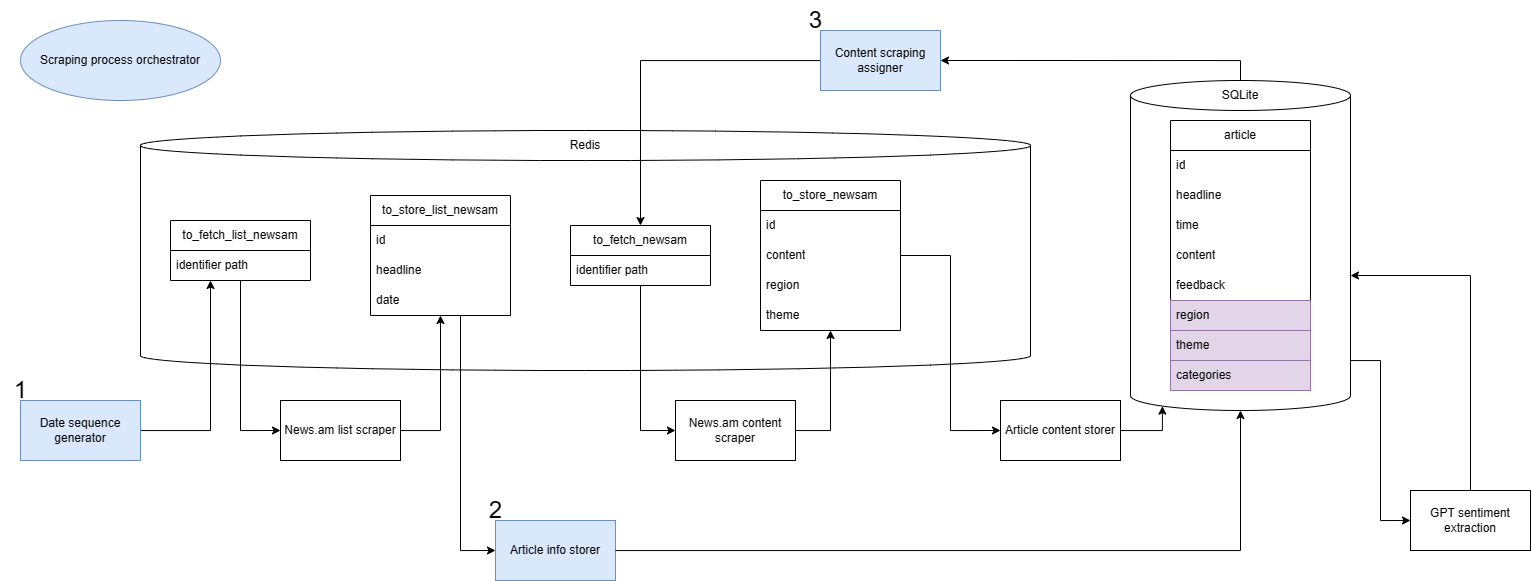 3
Scraping process orchestrator
Content scraping
assigner
SQLite
article
id
headline
time
content
feedback
region
theme
categories
Redis
to_fetch_list_newsam
identifier path
to_store_list_newsam
id
headline
date
to_fetch_newsam
identifier path
to_store_newsam
id
content
region
theme
1
Date sequence
generator
News.am list scraper
News.am content
scraper
Article content storer
2
Article info storer
GPT sentiment
extraction